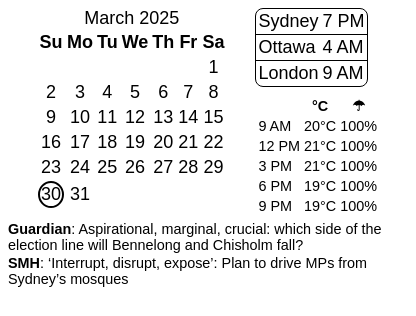 March 2025
Su Mo Tu We Th Fr Sa
1
2 3 4 5 6 7 8
9 10 11 12 13 14 15
16 17 18 19 20 21 22
23 24 25 26 27 28 29
30 31
Sydney 7 PM
Ottawa 4 AM
London 9 AM
°C ☂
9 AM 20°C 100%
12 PM 21°C 100%
3 PM 21°C 100%
6 PM 19°C 100%
9 PM 19°C 100%
Guardian: Aspirational, marginal, crucial: which side of the
election line will Bennelong and Chisholm fall?
SMH: ‘Interrupt, disrupt, expose’: Plan to drive MPs from
Sydney’s mosques